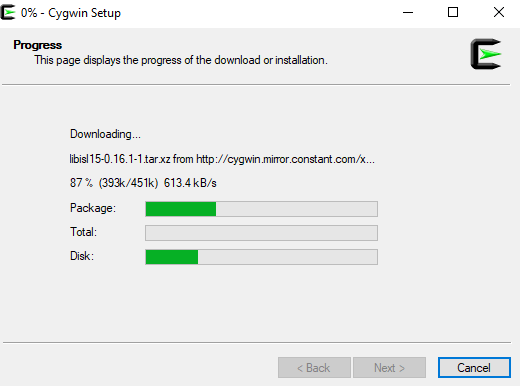 0% - Cygwin Setup
Progress
This page displays the progress of the download or installation.
Downloading...
libisl15-0.16.1-1.tar.xz from http://cygwin.mirror.constant.com/x...
87 % (393k/451k) 613.4 kB/s
Package:
Total:
Disk:
< Back Next > Cancel